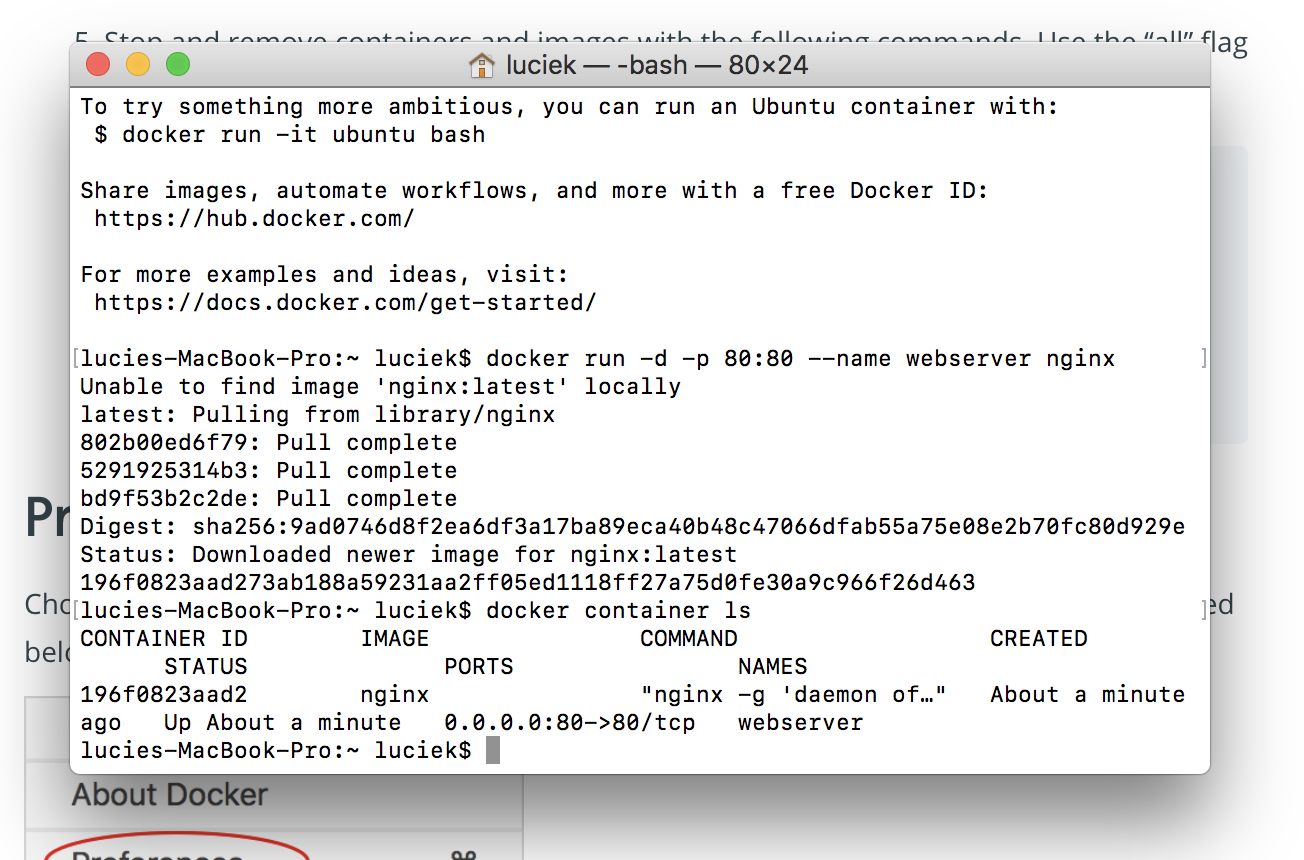 5. Stop and remove containers and images with the following commands. Use the “all” flag
luciek — -bash — 80×24
To try something more ambitious, you can run an Ubuntu container with:
 $ docker run -it ubuntu bash
Share images, automate workflows, and more with a free Docker ID:
 https://hub.docker.com/
For more examples and ideas, visit:
 https://docs.docker.com/get-started/
[lucies-MacBook-Pro:~ luciek$ docker run -d -p 80:80 --name webserver nginx ]
Unable to find image 'nginx:latest' locally
latest: Pulling from library/nginx
802b00ed6f79: Pull complete
5291925314b3: Pull complete
bd9f53b2c2de: Pull complete
Digest: sha256:9ad0746d8f2ea6df3a17ba89eca40b48c47066dfab55a75e08e2b70fc80d929e
Status: Downloaded newer image for nginx:latest
196f0823aad273ab188a59231aa2ff05ed1118ff27a75d0fe30a9c966f26d463
[lucies-MacBook-Pro:~ luciek$ docker container ls ]
CONTAINER ID        IMAGE               COMMAND                  CREATED
      STATUS              PORTS                NAMES
196f0823aad2        nginx               "nginx -g 'daemon of…"   About a minute
ago   Up About a minute   0.0.0.0:80->80/tcp   webserver
lucies-MacBook-Pro:~ luciek$
About Docker
Preferences ⌘